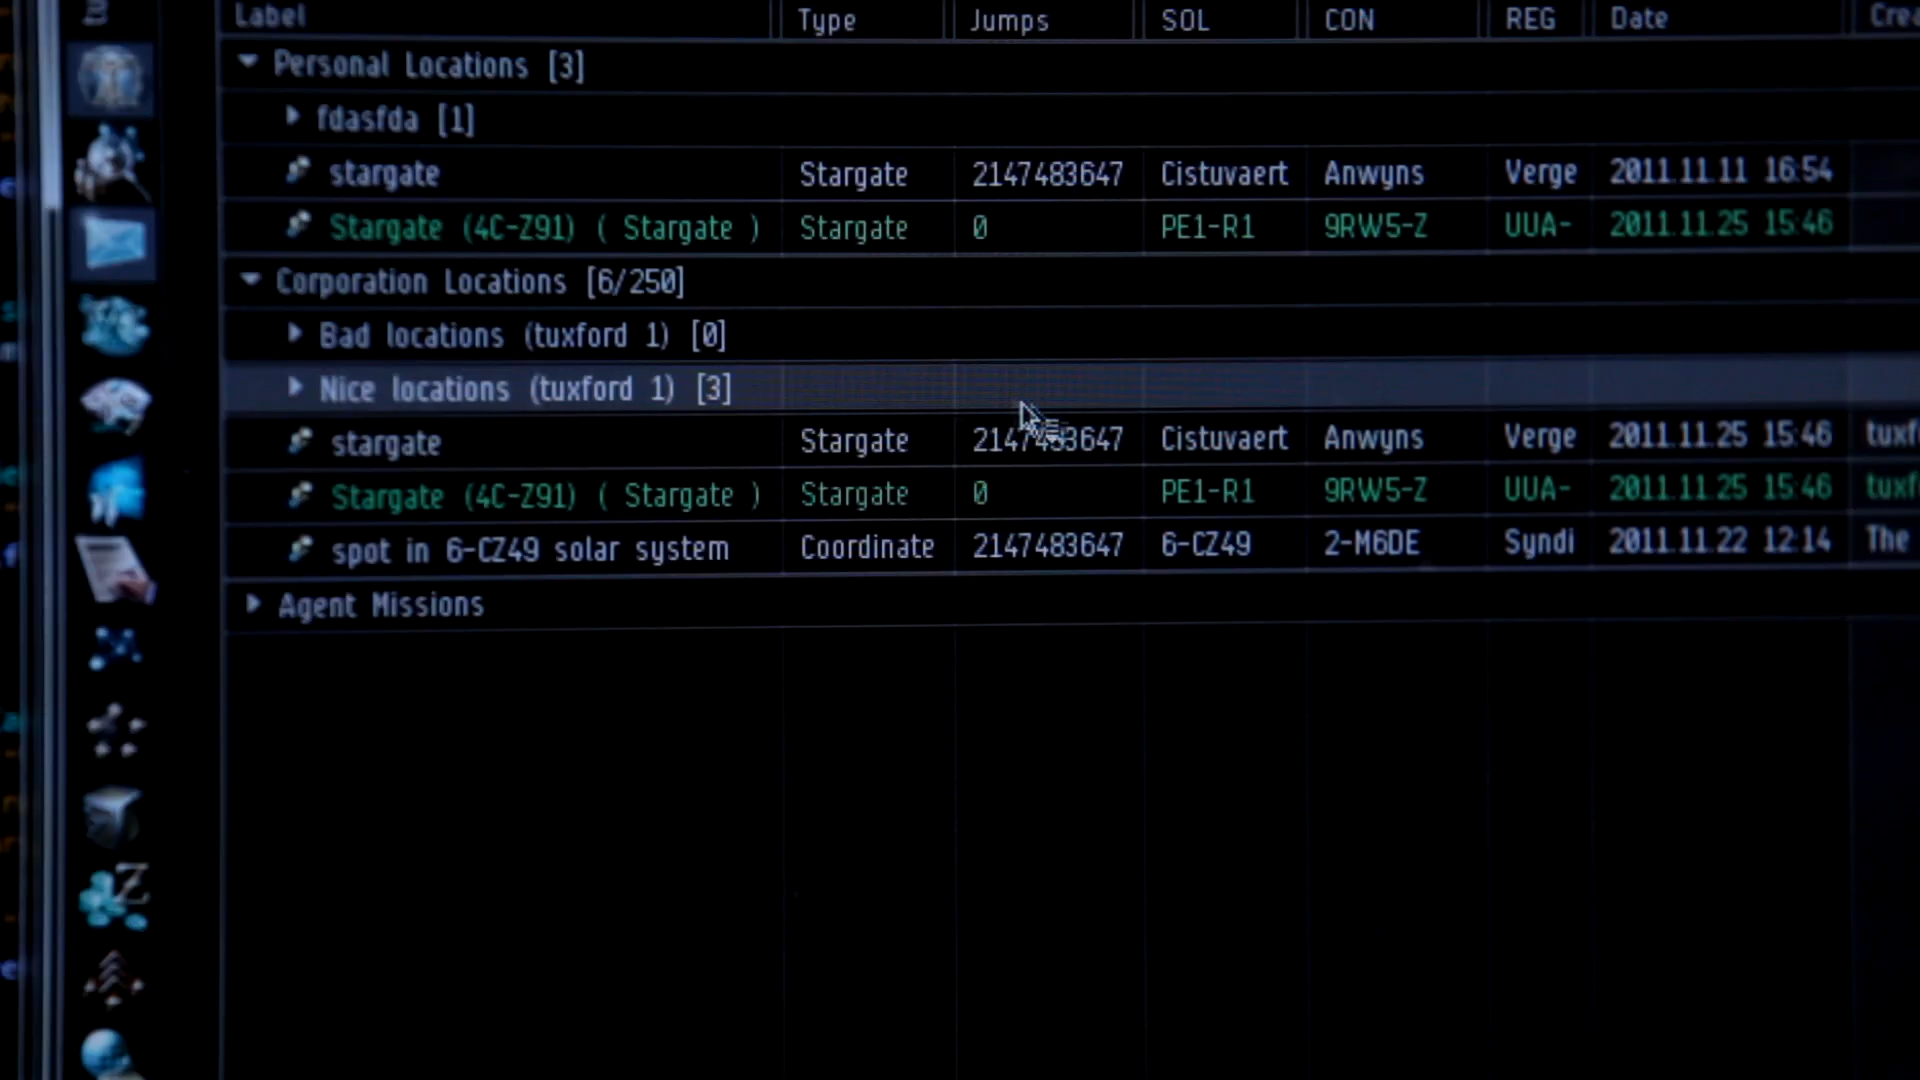 Label Type Jumps SOL CON REG Date Crea
Personal Locations [3]
fdasfda [1]
stargate Stargate 2147483647 Cistuvaert Anwyns Verge 2011.11.11 16:54
Stargate (4C-Z91) ( Stargate ) Stargate 0 PE1-R1 9RW5-Z UUA- 2011.11.25 15:46
Corporation Locations [6/250]
Bad locations (tuxford 1) [0]
Nice locations (tuxford 1) [3]
stargate Stargate 2147483647 Cistuvaert Anwyns Verge 2011.11.25 15:46 tuxf
Stargate (4C-Z91) ( Stargate ) Stargate 0 PE1-R1 9RW5-Z UUA- 2011.11.25 15:46 tuxf
spot in 6-CZ49 solar system Coordinate 2147483647 6-CZ49 2-M6DE Syndi 2011.11.22 12:14 The
Agent Missions